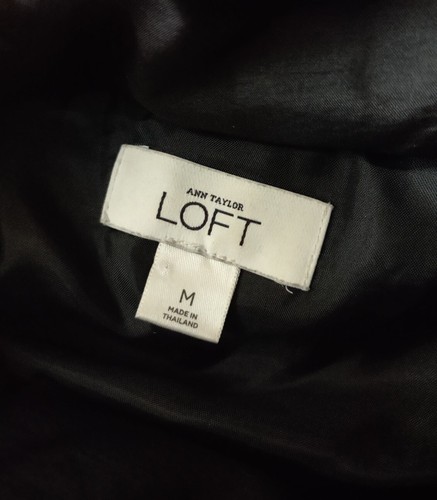 ANN TAYLOR
LOFT
M
MADE IN
THAILAND